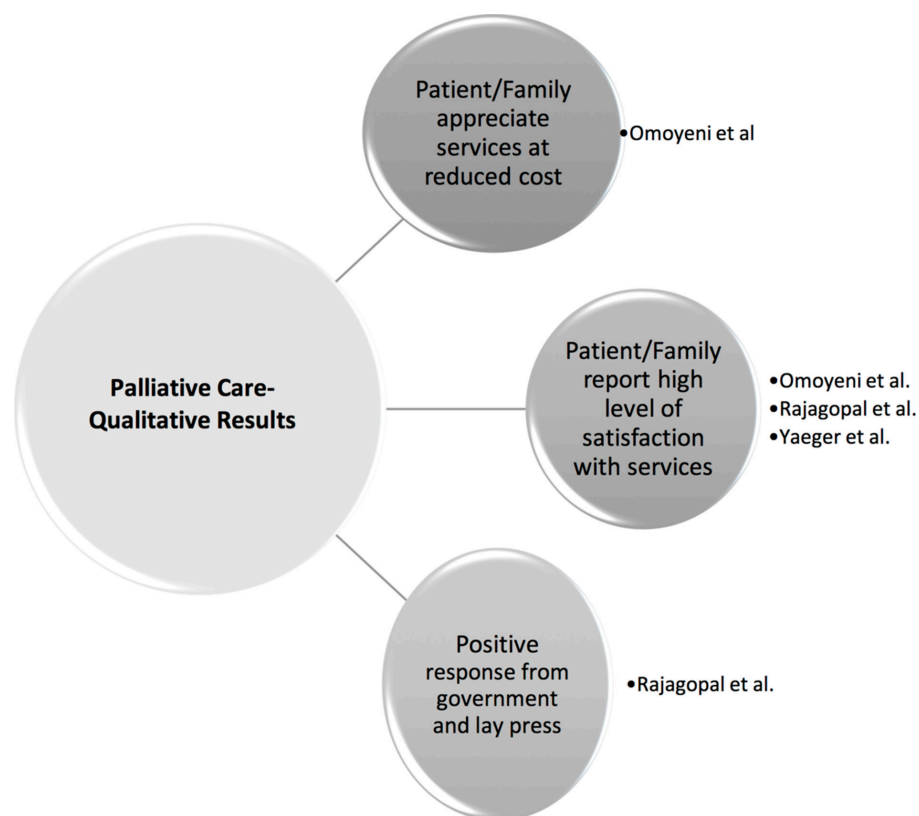 Patient/Family
appreciate
services at
reduced cost
•Omoyeni et al
Palliative Care-
Qualitative Results
Patient/Family
report high
level of
satisfaction
with services
•Omoyeni et al.
•Rajagopal et al.
•Yaeger et al.
Positive
response from
government
and lay press
•Rajagopal et al.